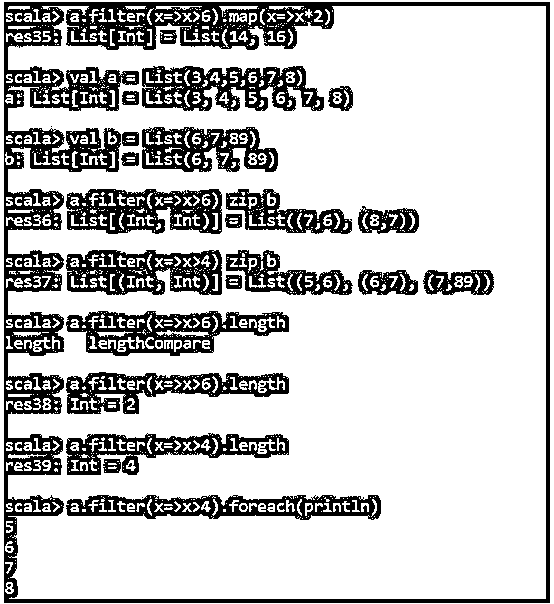 scala> a.filter(x=>x>6).map(x=>x*2)
res35: List[Int] = List(14, 16)
scala> val a = List(3,4,5,6,7,8)
a: List[Int] = List(3, 4, 5, 6, 7, 8)
scala> val b = List(6,7,89)
b: List[Int] = List(6, 7, 89)
scala> a.filter(x=>x>6) zip b
res36: List[(Int, Int)] = List((7,6), (8,7))
scala> a.filter(x=>x>4) zip b
res37: List[(Int, Int)] = List((5,6), (6,7), (7,89))
scala> a.filter(x=>x>6).length
length   lengthCompare
scala> a.filter(x=>x>6).length
res38: Int = 2
scala> a.filter(x=>x>4).length
res39: Int = 4
scala> a.filter(x=>x>4).foreach(println)
5
6
7
8